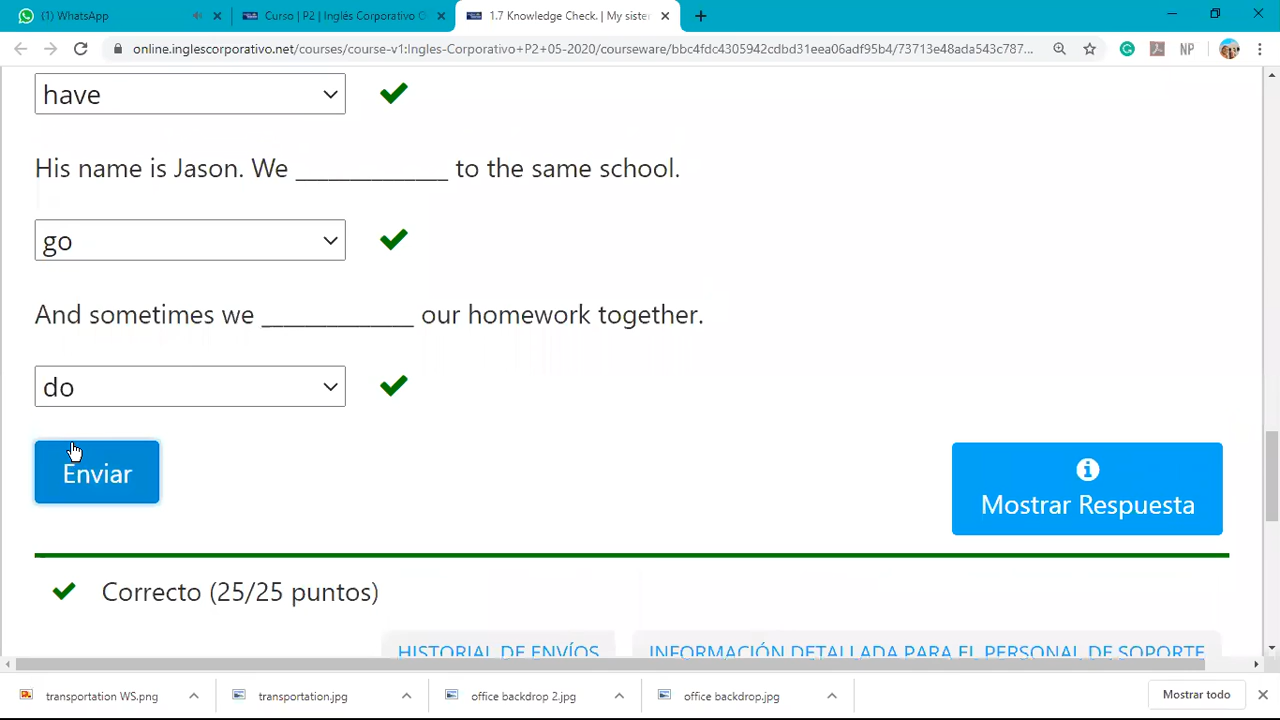 (1) WhatsApp
Curso | P2 | Inglés Corporativo
1.7 Knowledge Check. | My siste
online.inglescorporativo.net/courses/course-v1:Ingles-Corporativo+P2+05-2020/courseware/bbc4fdc4305942cdbd31eea06adf95b4/73713e48ada543c787...
NP
have
His name is Jason. We ____________ to the same school.
go
And sometimes we ____________ our homework together.
do
Enviar
Mostrar Respuesta
Correcto (25/25 puntos)
HISTORIAL DE ENVÍOS
INFORMACIÓN DETALLADA PARA EL PERSONAL DE SOPORTE
transportation WS.png
transportation.jpg
office backdrop 2.jpg
office backdrop.jpg
Mostrar todo